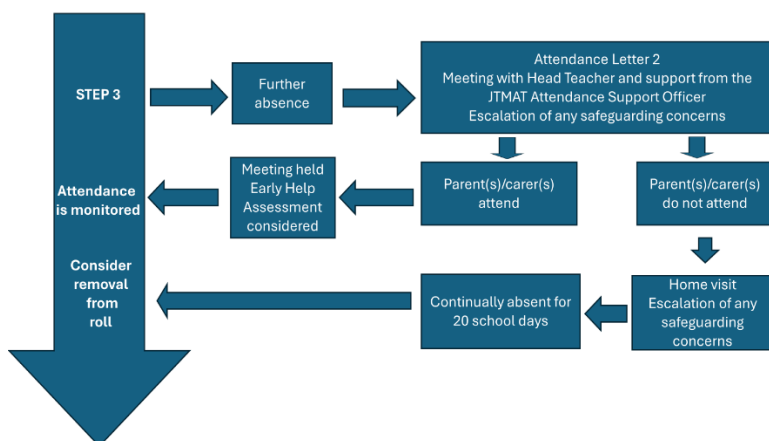 STEP 3
Further
absence
Attendance Letter 2
Meeting with Head Teacher and support from the
JTMAT Attendance Support Officer
Escalation of any safeguarding concerns
Attendance
is monitored
Meeting held
Early Help
Assessment
considered
Parent(s)/carer(s)
attend
Parent(s)/carer(s)
do not attend
Consider
removal
from
roll
Continually absent for
20 school days
Home visit
Escalation of any
safeguarding
concerns